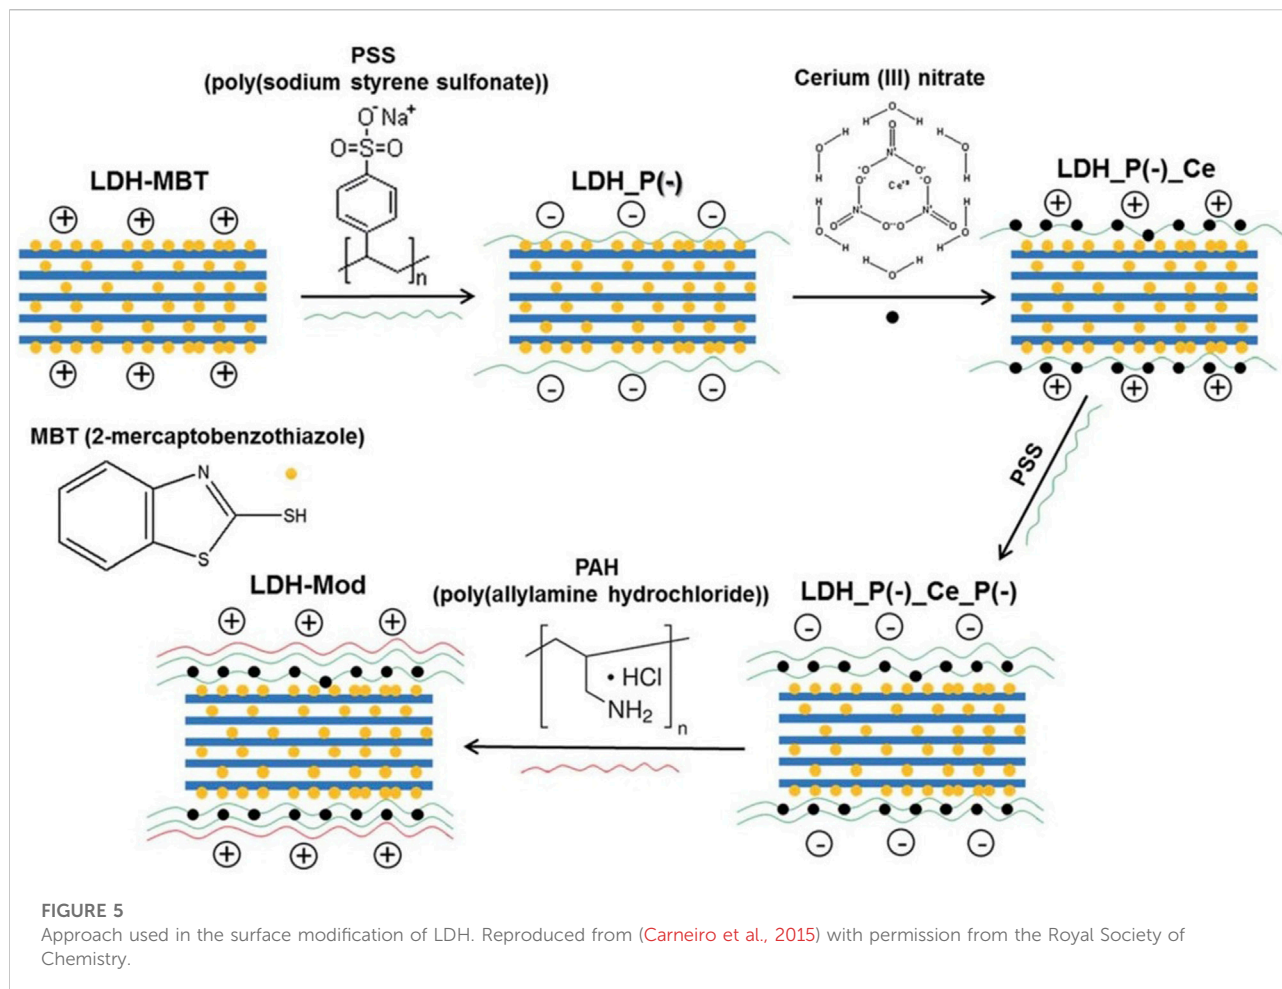 PSS
(poly(sodium styrene sulfonate))
O⁻Na⁺
O=S=O
n
Cerium (III) nitrate
H O H
H O H
H O H
H O H
H O H
H O H
O
N⁺
⁻O O⁻
⁻O O⁻
Ce⁺³
N⁺ N⁺
O O⁻⁻O O
LDH-MBT
+ + +
+ + +
LDH_P(-)
- - -
- - -
LDH_P(-)_Ce
+ + +
+ + +
PSS
MBT (2-mercaptobenzothiazole)
N
SH
S
LDH_P(-)_Ce_P(-)
- - -
- - -
PAH
(poly(allylamine hydrochloride))
• HCl
NH₂
n
LDH-Mod
+ + +
+ + +
FIGURE 5
Approach used in the surface modification of LDH. Reproduced from (Carneiro et al., 2015) with permission from the Royal Society of
Chemistry.